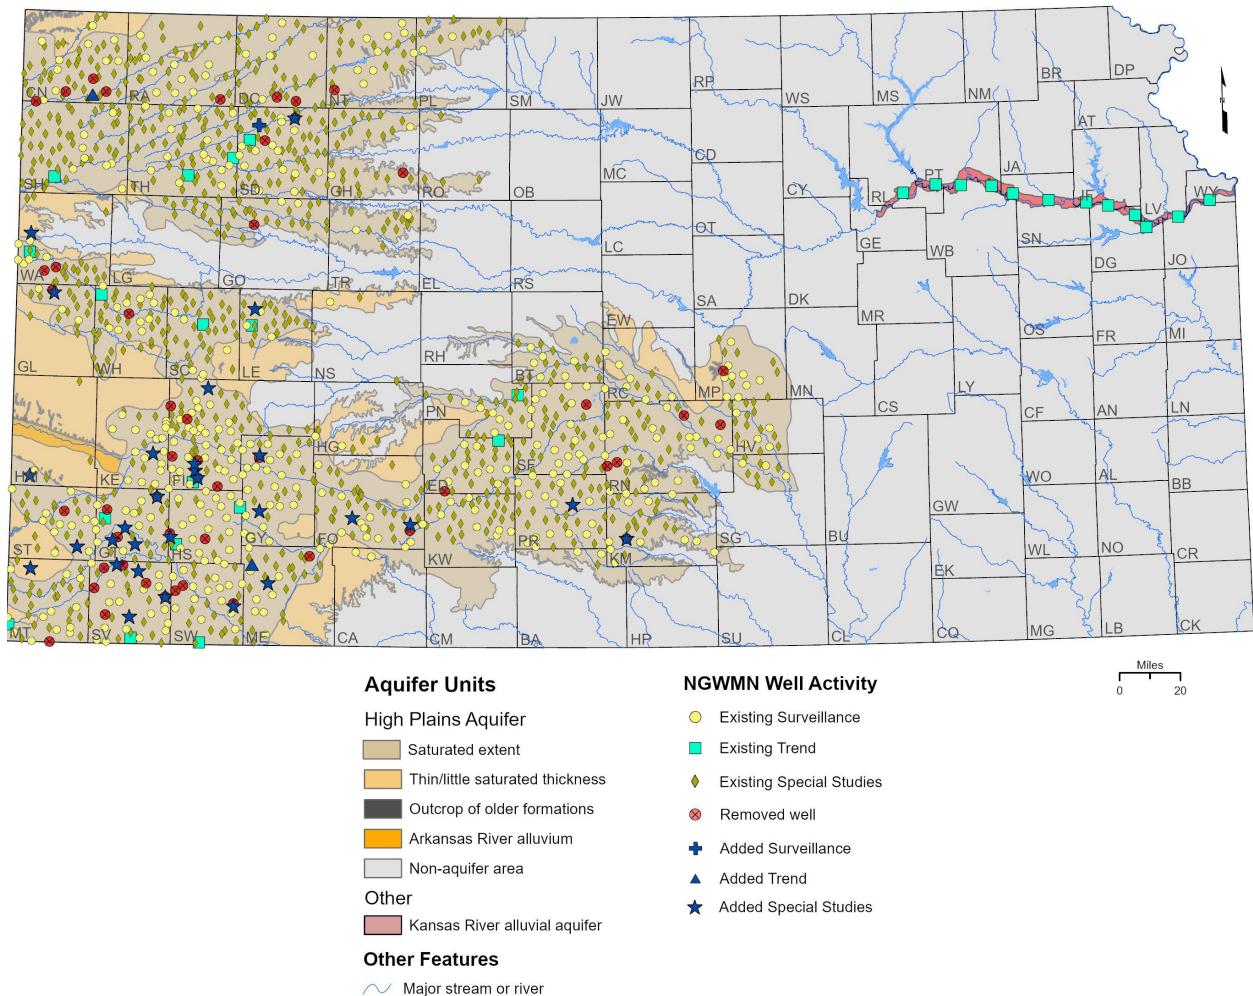 BR
DP
CN
RA
DC
NT
PL
SM
JW
RP
WS
MS
NM
AT
SH
TH
SD
GH
RO
OB
MC
CD
CY
RL
PT
JA
JF
LV
WY
OT
LC
GE
WB
SN
DG
JO
WA
LG
GO
TR
EL
RS
SA
DK
MR
OS
FR
MI
EW
GL
WH
SC
LE
NS
RH
BT
RC
MP
MN
CS
LY
CF
AN
LN
PN
HG
HV
KE
FI
ED
SF
RN
WO
AL
BB
HM
ST
GT
HS
GY
FO
KW
PR
KM
SG
BU
GW
WL
NO
CR
EK
MT
SV
SW
ME
CA
CM
BA
HP
SU
CL
CQ
MG
LB
CK
Miles
0 20
Aquifer Units
High Plains Aquifer
Saturated extent
Thin/little saturated thickness
Outcrop of older formations
Arkansas River alluvium
Non-aquifer area
Other
Kansas River alluvial aquifer
Other Features
Major stream or river
NGWMN Well Activity
Existing Surveillance
Existing Trend
Existing Special Studies
Removed well
Added Surveillance
Added Trend
Added Special Studies